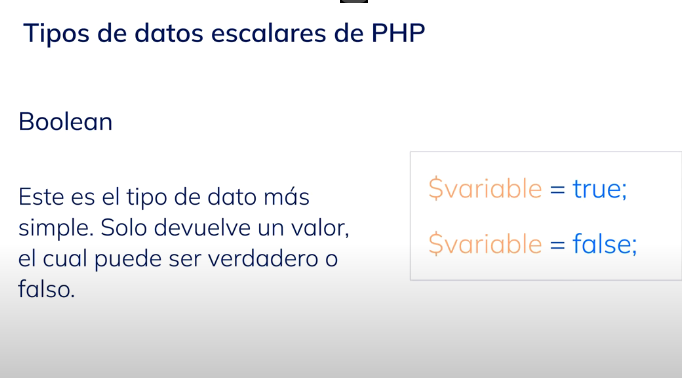 Tipos de datos escalares de PHP
Boolean
Este es el tipo de dato más
simple. Solo devuelve un valor,
el cual puede ser verdadero o
falso.
$variable = true;
$variable = false;